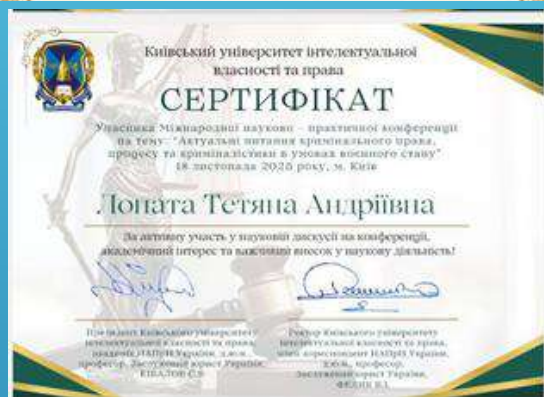 Київський університет інтелектуальної
власності та права
СЕРТИФІКАТ
Учасника Міжнародної науково - практичної конференції
на тему: "Актуальні питання кримінального права,
процесу та криміналістики в умовах воєнного стану"
18 листопада 2025 року, м. Київ
Лопата Тетяна Андріївна
За активну участь у науковій дискусії на конференції,
академічний інтерес та важливий внесок у наукову діяльність!
Президент Київського університету
інтелектуальної власності та права,
академік НАПрН України, д.ю.н.,
професор, Заслужений юрист України,
КІВАЛОВ С.В.
Ректор Київського університету
інтелектуальної власності та права,
член-кореспондент НАПрН України,
д.ю.н., професор,
Заслужений юрист України,